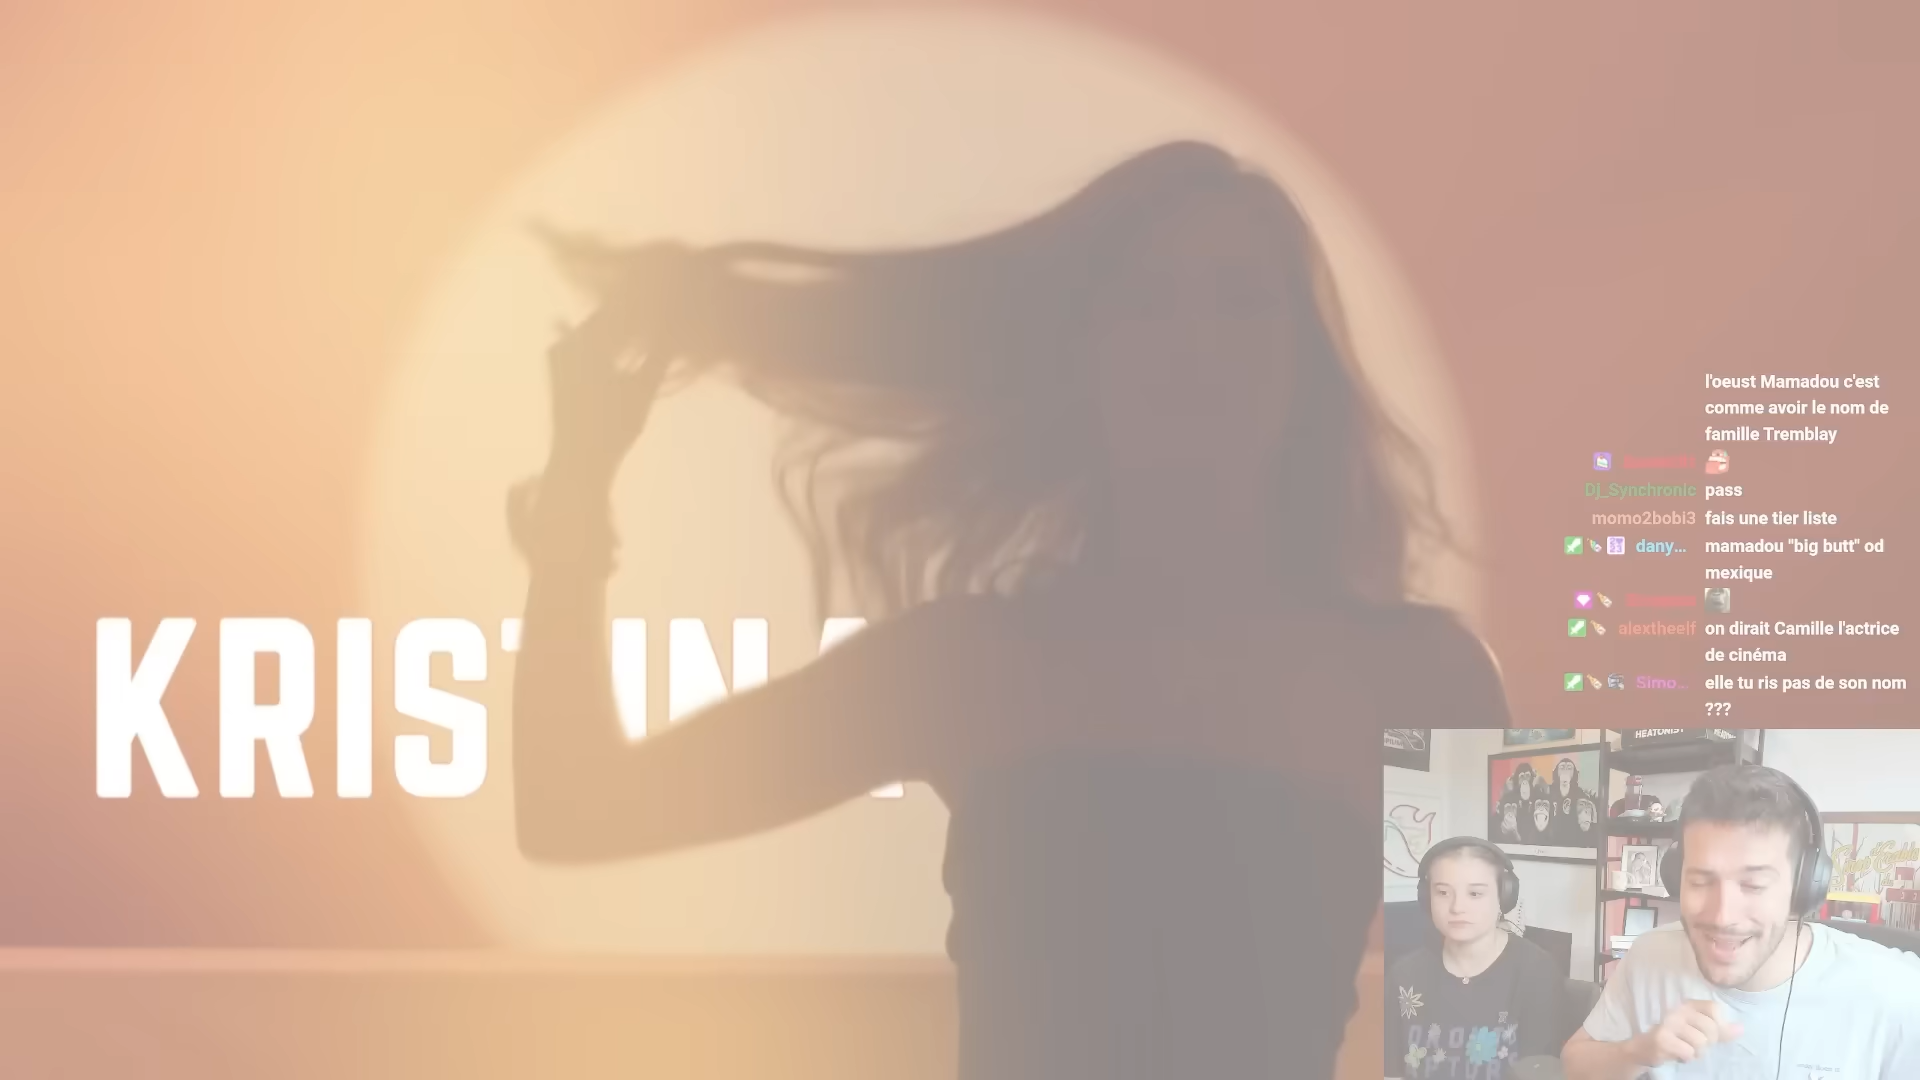 KRISTINA
l'oeust Mamadou c'est
comme avoir le nom de
famille Tremblay
Dj_Synchronic pass
momo2bobi3 fais une tier liste
dany... mamadou "big butt" od
mexique
alextheelf on dirait Camille l'actrice
de cinéma
Simo... elle tu ris pas de son nom
???
HEATONIST